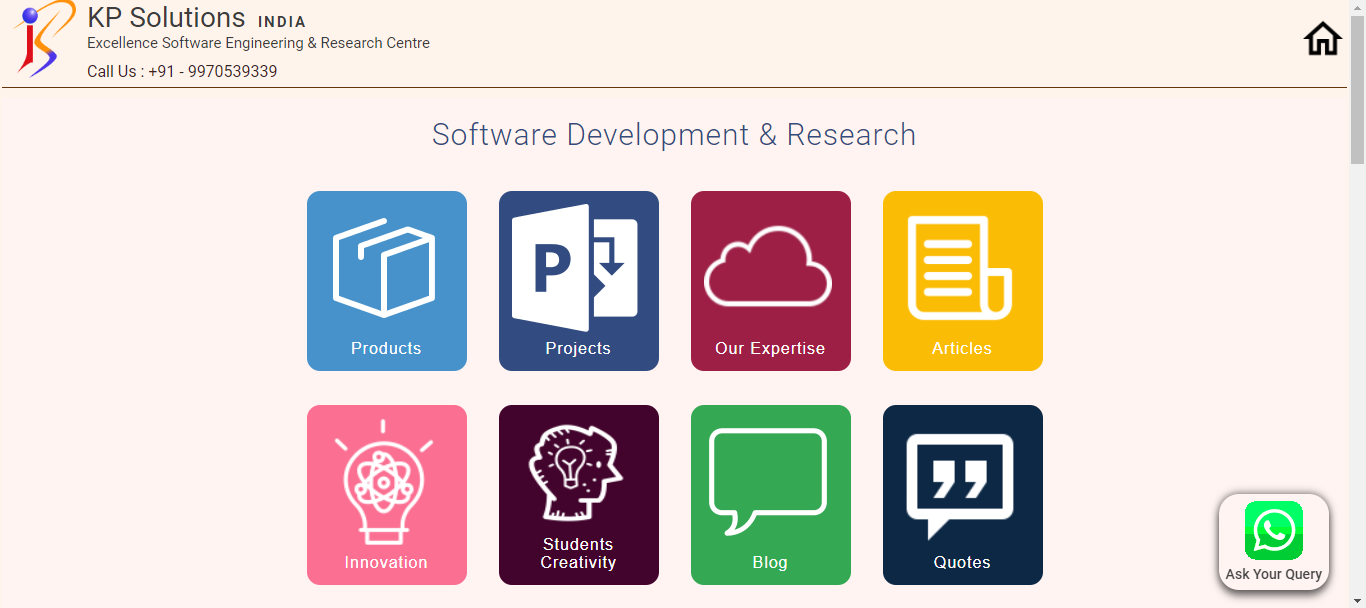 KP Solutions INDIA
Excellence Software Engineering & Research Centre
Call Us : +91 - 9970539339
Software Development & Research
P
Products
Projects
Our Expertise
Articles
Innovation
Students
Creativity
Blog
Quotes
Ask Your Query